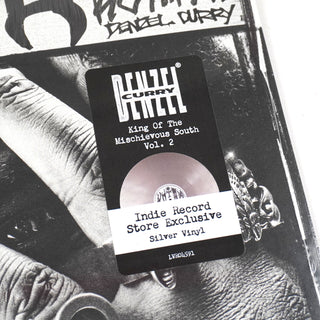 DENZEL CURRY
DENZEL
CURRY
®
King Of The
Mischievous South
Vol. 2
Indie Record
Store Exclusive
Silver Vinyl